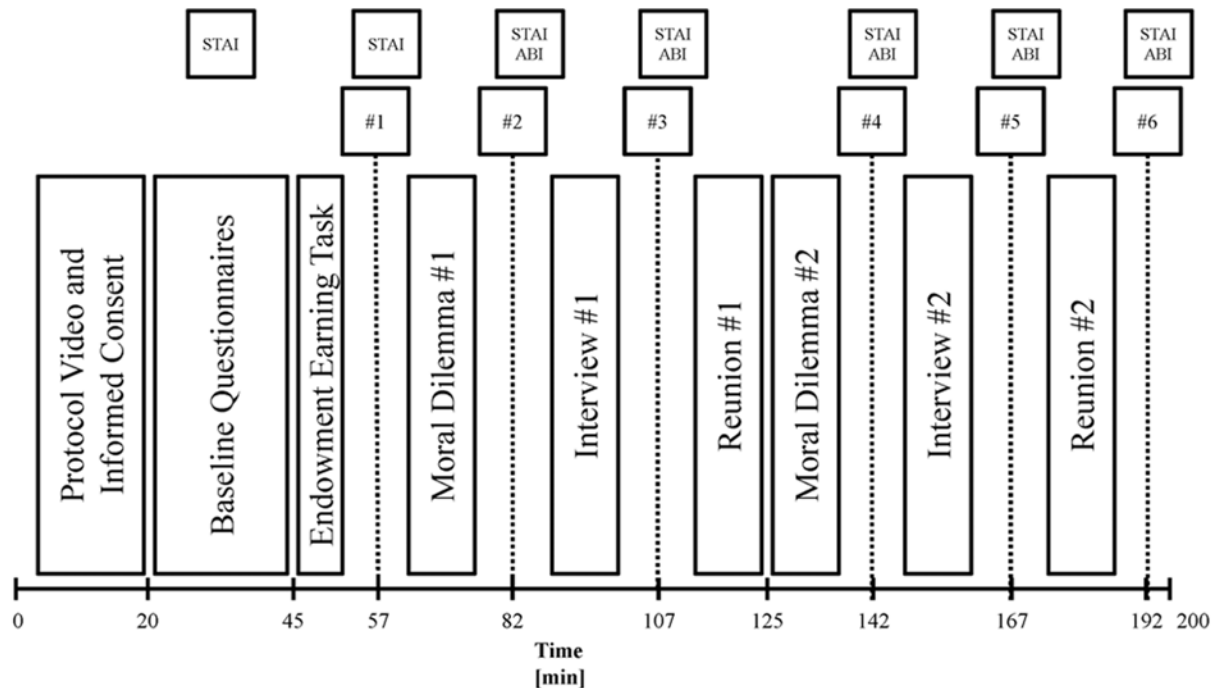 STAI
STAI
STAI
ABI
STAI
ABI
STAI
ABI
STAI
ABI
STAI
ABI
#1
#2
#3
#4
#5
#6
Protocol Video and
Informed Consent
Baseline Questionnaires
Endowment Earning Task
Moral Dilemma #1
Interview #1
Reunion #1
Moral Dilemma #2
Interview #2
Reunion #2
0 20 45 57 82 107 125 142 167 192 200
Time
[min]